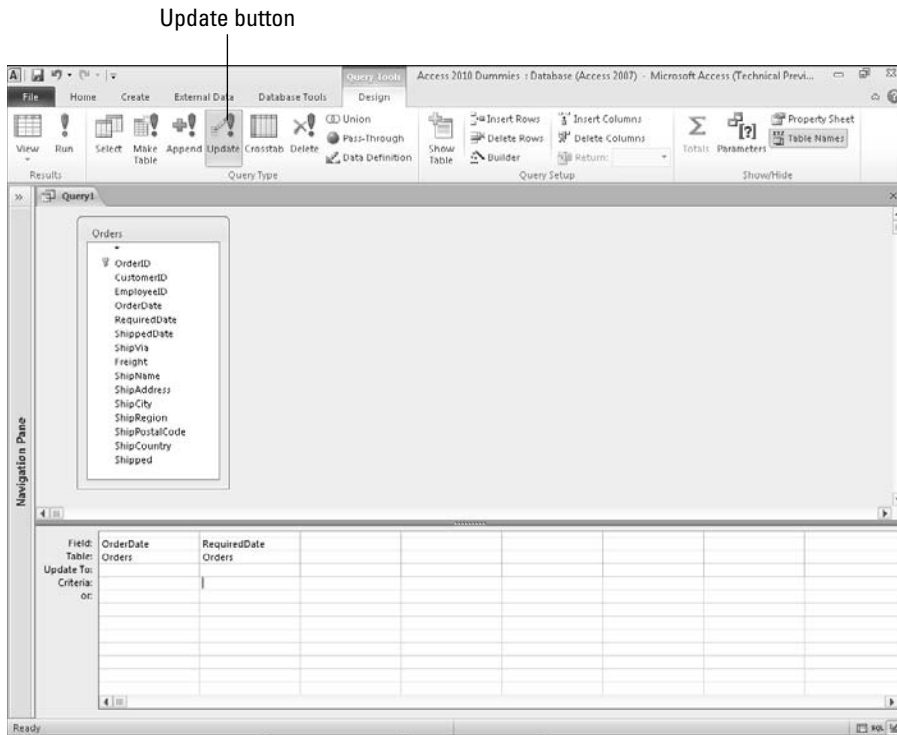 Update button
Query Tools
Access 2010 Dummies : Database (Access 2007) - Microsoft Access (Technical Previ...
File Home Create External Data Database Tools Design
View Run Select Make Table Append Update Crosstab Delete
Union
Pass-Through
Data Definition
Show Table
Insert Rows
Delete Rows
Builder
Insert Columns
Delete Columns
Return:
Totals Parameters
Property Sheet
Table Names
Results Query Type Query Setup Show/Hide
Query1
Navigation Pane
Orders
*
OrderID
CustomerID
EmployeeID
OrderDate
RequiredDate
ShippedDate
ShipVia
Freight
ShipName
ShipAddress
ShipCity
ShipRegion
ShipPostalCode
ShipCountry
Shipped
Field: OrderDate RequiredDate
Table: Orders Orders
Update To:
Criteria:
or:
Ready SQL